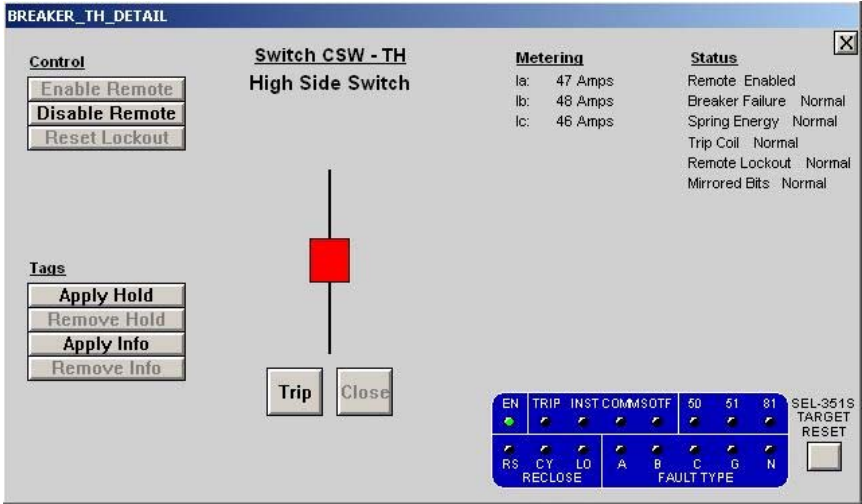 BREAKER_TH_DETAIL
X
Control
Enable Remote
Disable Remote
Reset Lockout
Switch CSW - TH
High Side Switch
Metering
Ia: 47 Amps
Ib: 48 Amps
Ic: 46 Amps
Status
Remote Enabled
Breaker Failure Normal
Spring Energy Normal
Trip Coil Normal
Remote Lockout Normal
Mirrored Bits Normal
Tags
Apply Hold
Remove Hold
Apply Info
Remove Info
Trip
Close
EN TRIP INST COMM SOTF 50 51 81
RS CY LO A B C G N
RECLOSE FAULT TYPE
SEL-351S
TARGET
RESET